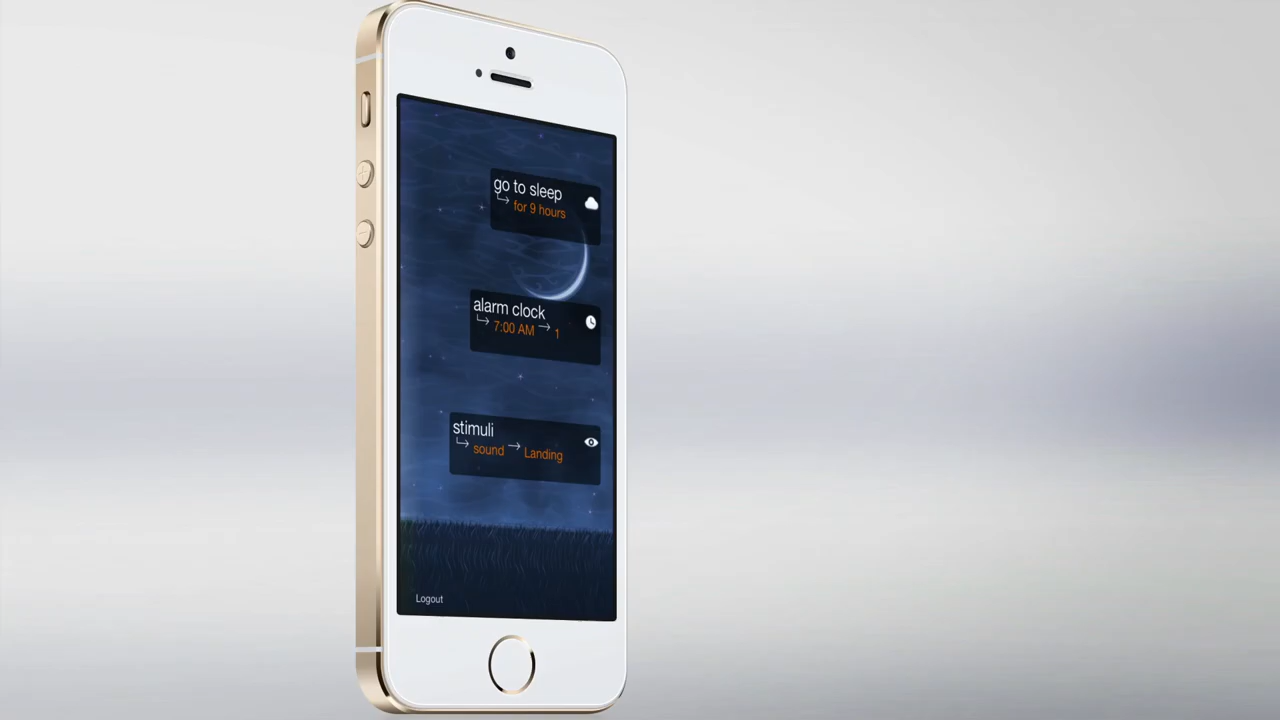 go to sleep
for 9 hours
alarm clock
7:00 AM → 1
stimuli
sound → Landing
Logout